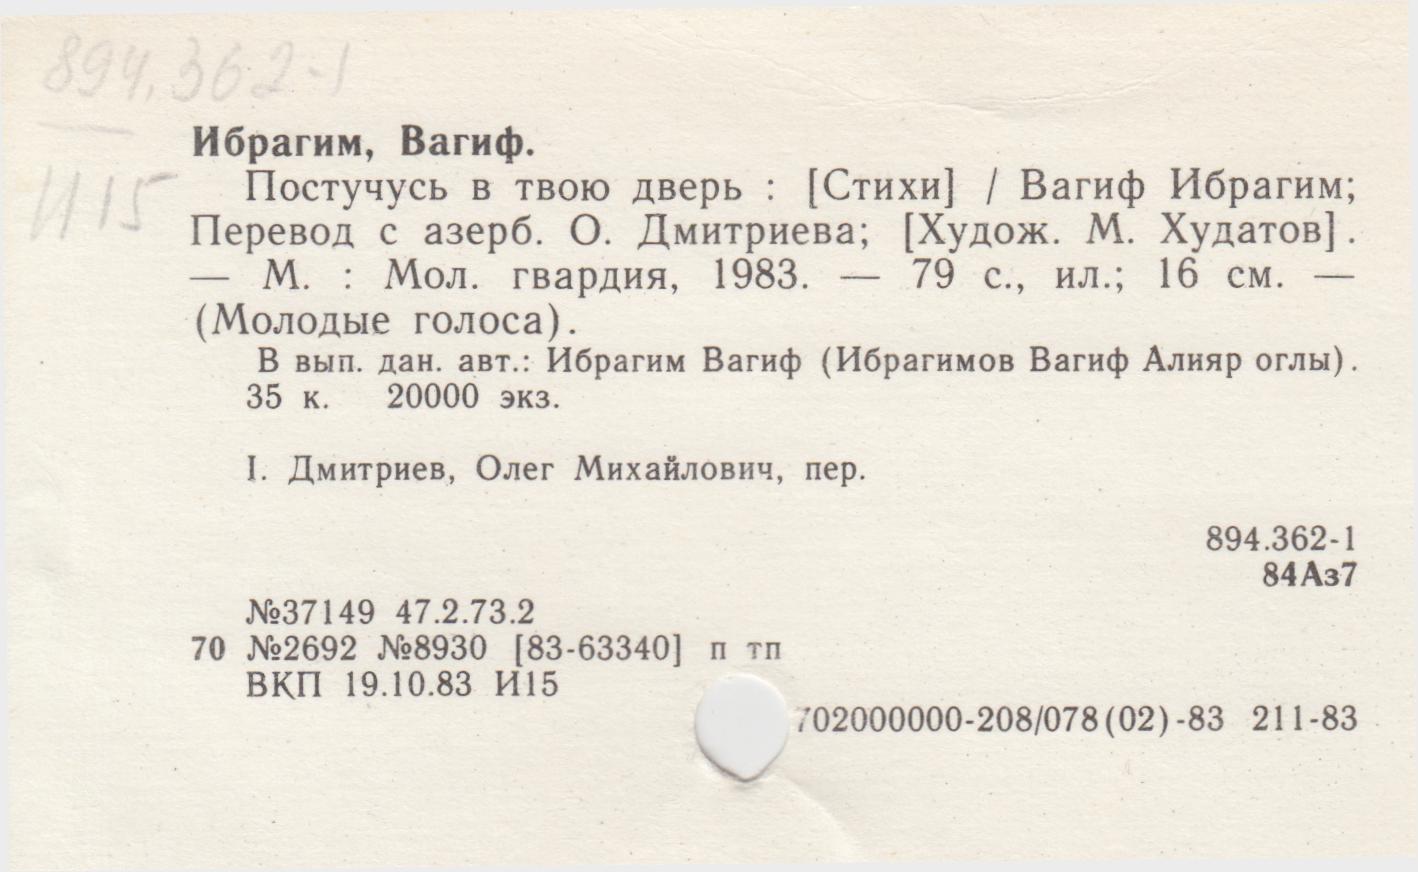 894.362-1
И15
Ибрагим, Вагиф.
Постучусь в твою дверь : [Стихи] / Вагиф Ибрагим;
Перевод с азерб. О. Дмитриева; [Худож. М. Худатов].
— М. : Мол. гвардия, 1983. — 79 с., ил.; 16 см. —
(Молодые голоса).
В вып. дан. авт.: Ибрагим Вагиф (Ибрагимов Вагиф Алияр оглы).
35 к. 20000 экз.
I. Дмитриев, Олег Михайлович, пер.
894.362-1
84Аз7
№37149 47.2.73.2
70 №2692 №8930 [83-63340] п тп
ВКП 19.10.83 И15
702000000-208/078(02)-83 211-83